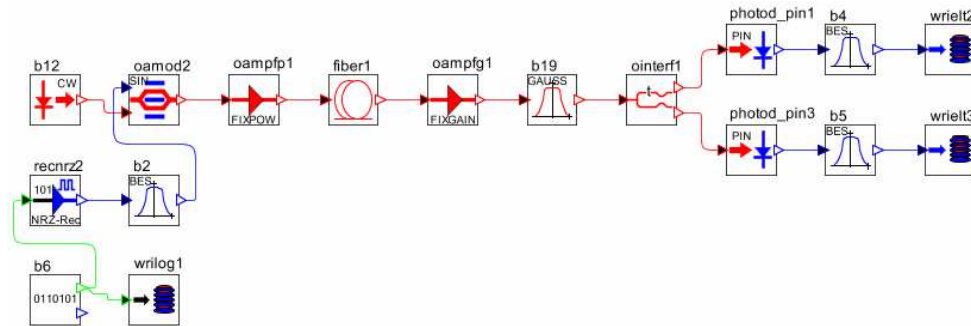 photod_pin1
b4
wrielt2
PIN
BES
b12
oamod2
oampfp1
fiber1
oampfg1
b19
ointerf1
CW
SIN
FIXPOW
FIXGAIN
GAUSS
t
photod_pin3
b5
wrielt3
PIN
BES
recnrz2
b2
101
NRZ-Rec
BES
b6
wrilog1
0110101